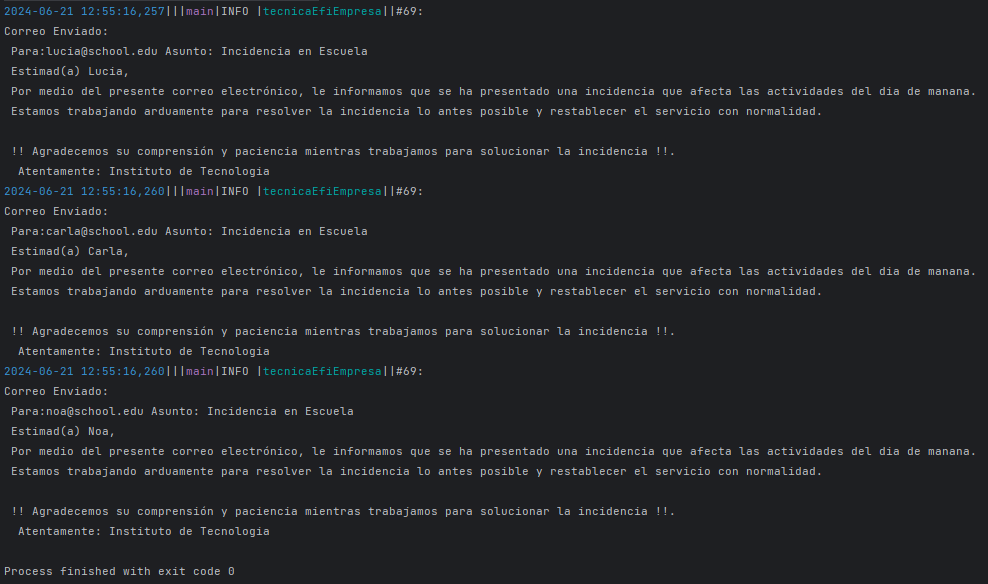 2024-06-21 12:55:16,257|||main|INFO |tecnicaEfiEmpresa||#69:
Correo Enviado:
Para:lucia@school.edu Asunto: Incidencia en Escuela
Estimad(a) Lucia,
Por medio del presente correo electrónico, le informamos que se ha presentado una incidencia que afecta las actividades del dia de manana.
Estamos trabajando arduamente para resolver la incidencia lo antes posible y restablecer el servicio con normalidad.
!! Agradecemos su comprensión y paciencia mientras trabajamos para solucionar la incidencia !!.
Atentamente: Instituto de Tecnologia
2024-06-21 12:55:16,260|||main|INFO |tecnicaEfiEmpresa||#69:
Correo Enviado:
Para:carla@school.edu Asunto: Incidencia en Escuela
Estimad(a) Carla,
Por medio del presente correo electrónico, le informamos que se ha presentado una incidencia que afecta las actividades del dia de manana.
Estamos trabajando arduamente para resolver la incidencia lo antes posible y restablecer el servicio con normalidad.
!! Agradecemos su comprensión y paciencia mientras trabajamos para solucionar la incidencia !!.
Atentamente: Instituto de Tecnologia
2024-06-21 12:55:16,260|||main|INFO |tecnicaEfiEmpresa||#69:
Correo Enviado:
Para:noa@school.edu Asunto: Incidencia en Escuela
Estimad(a) Noa,
Por medio del presente correo electrónico, le informamos que se ha presentado una incidencia que afecta las actividades del dia de manana.
Estamos trabajando arduamente para resolver la incidencia lo antes posible y restablecer el servicio con normalidad.
!! Agradecemos su comprensión y paciencia mientras trabajamos para solucionar la incidencia !!.
Atentamente: Instituto de Tecnologia
Process finished with exit code 0